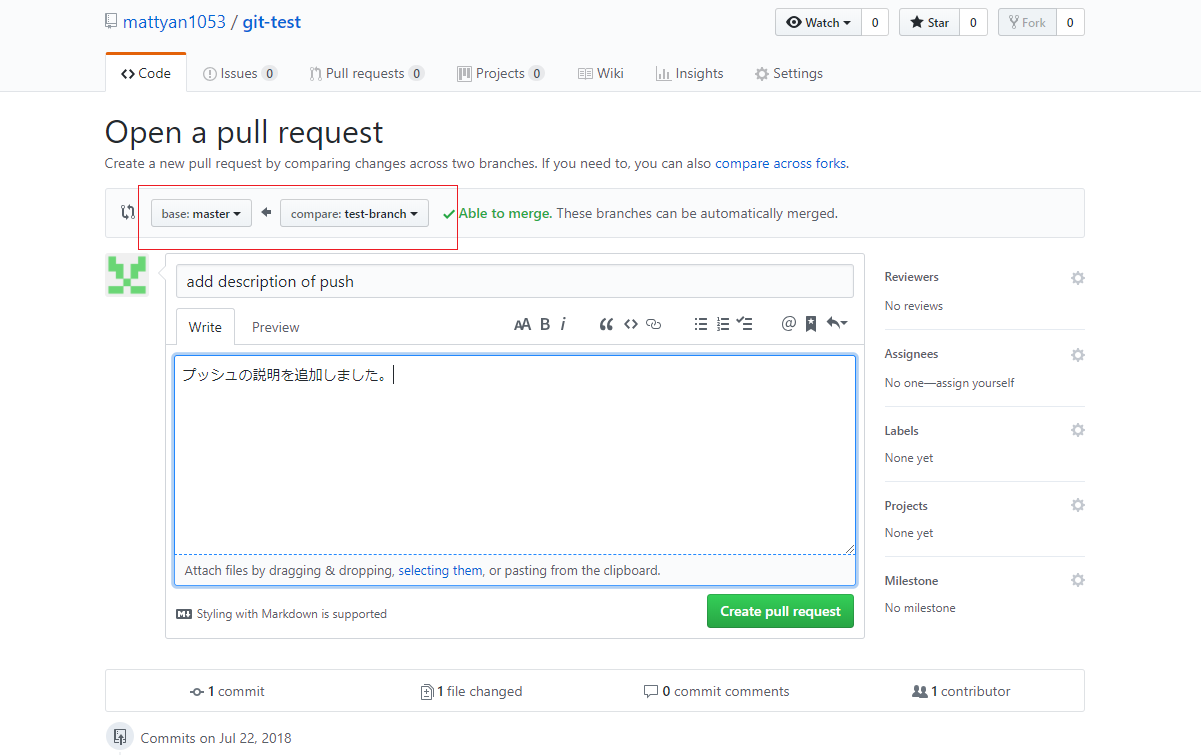 mattyan1053 / git-test
Watch 0 Star 0 Fork 0
Code Issues 0 Pull requests 0 Projects 0 Wiki Insights Settings
Open a pull request
Create a new pull request by comparing changes across two branches. If you need to, you can also compare across forks.
base: master compare: test-branch Able to merge. These branches can be automatically merged.
add description of push
Write Preview AA B i @
プッシュの説明を追加しました。
Attach files by dragging & dropping, selecting them, or pasting from the clipboard.
Styling with Markdown is supported
Create pull request
Reviewers
No reviews
Assignees
No one—assign yourself
Labels
None yet
Projects
None yet
Milestone
No milestone
1 commit 1 file changed 0 commit comments 1 contributor
Commits on Jul 22, 2018